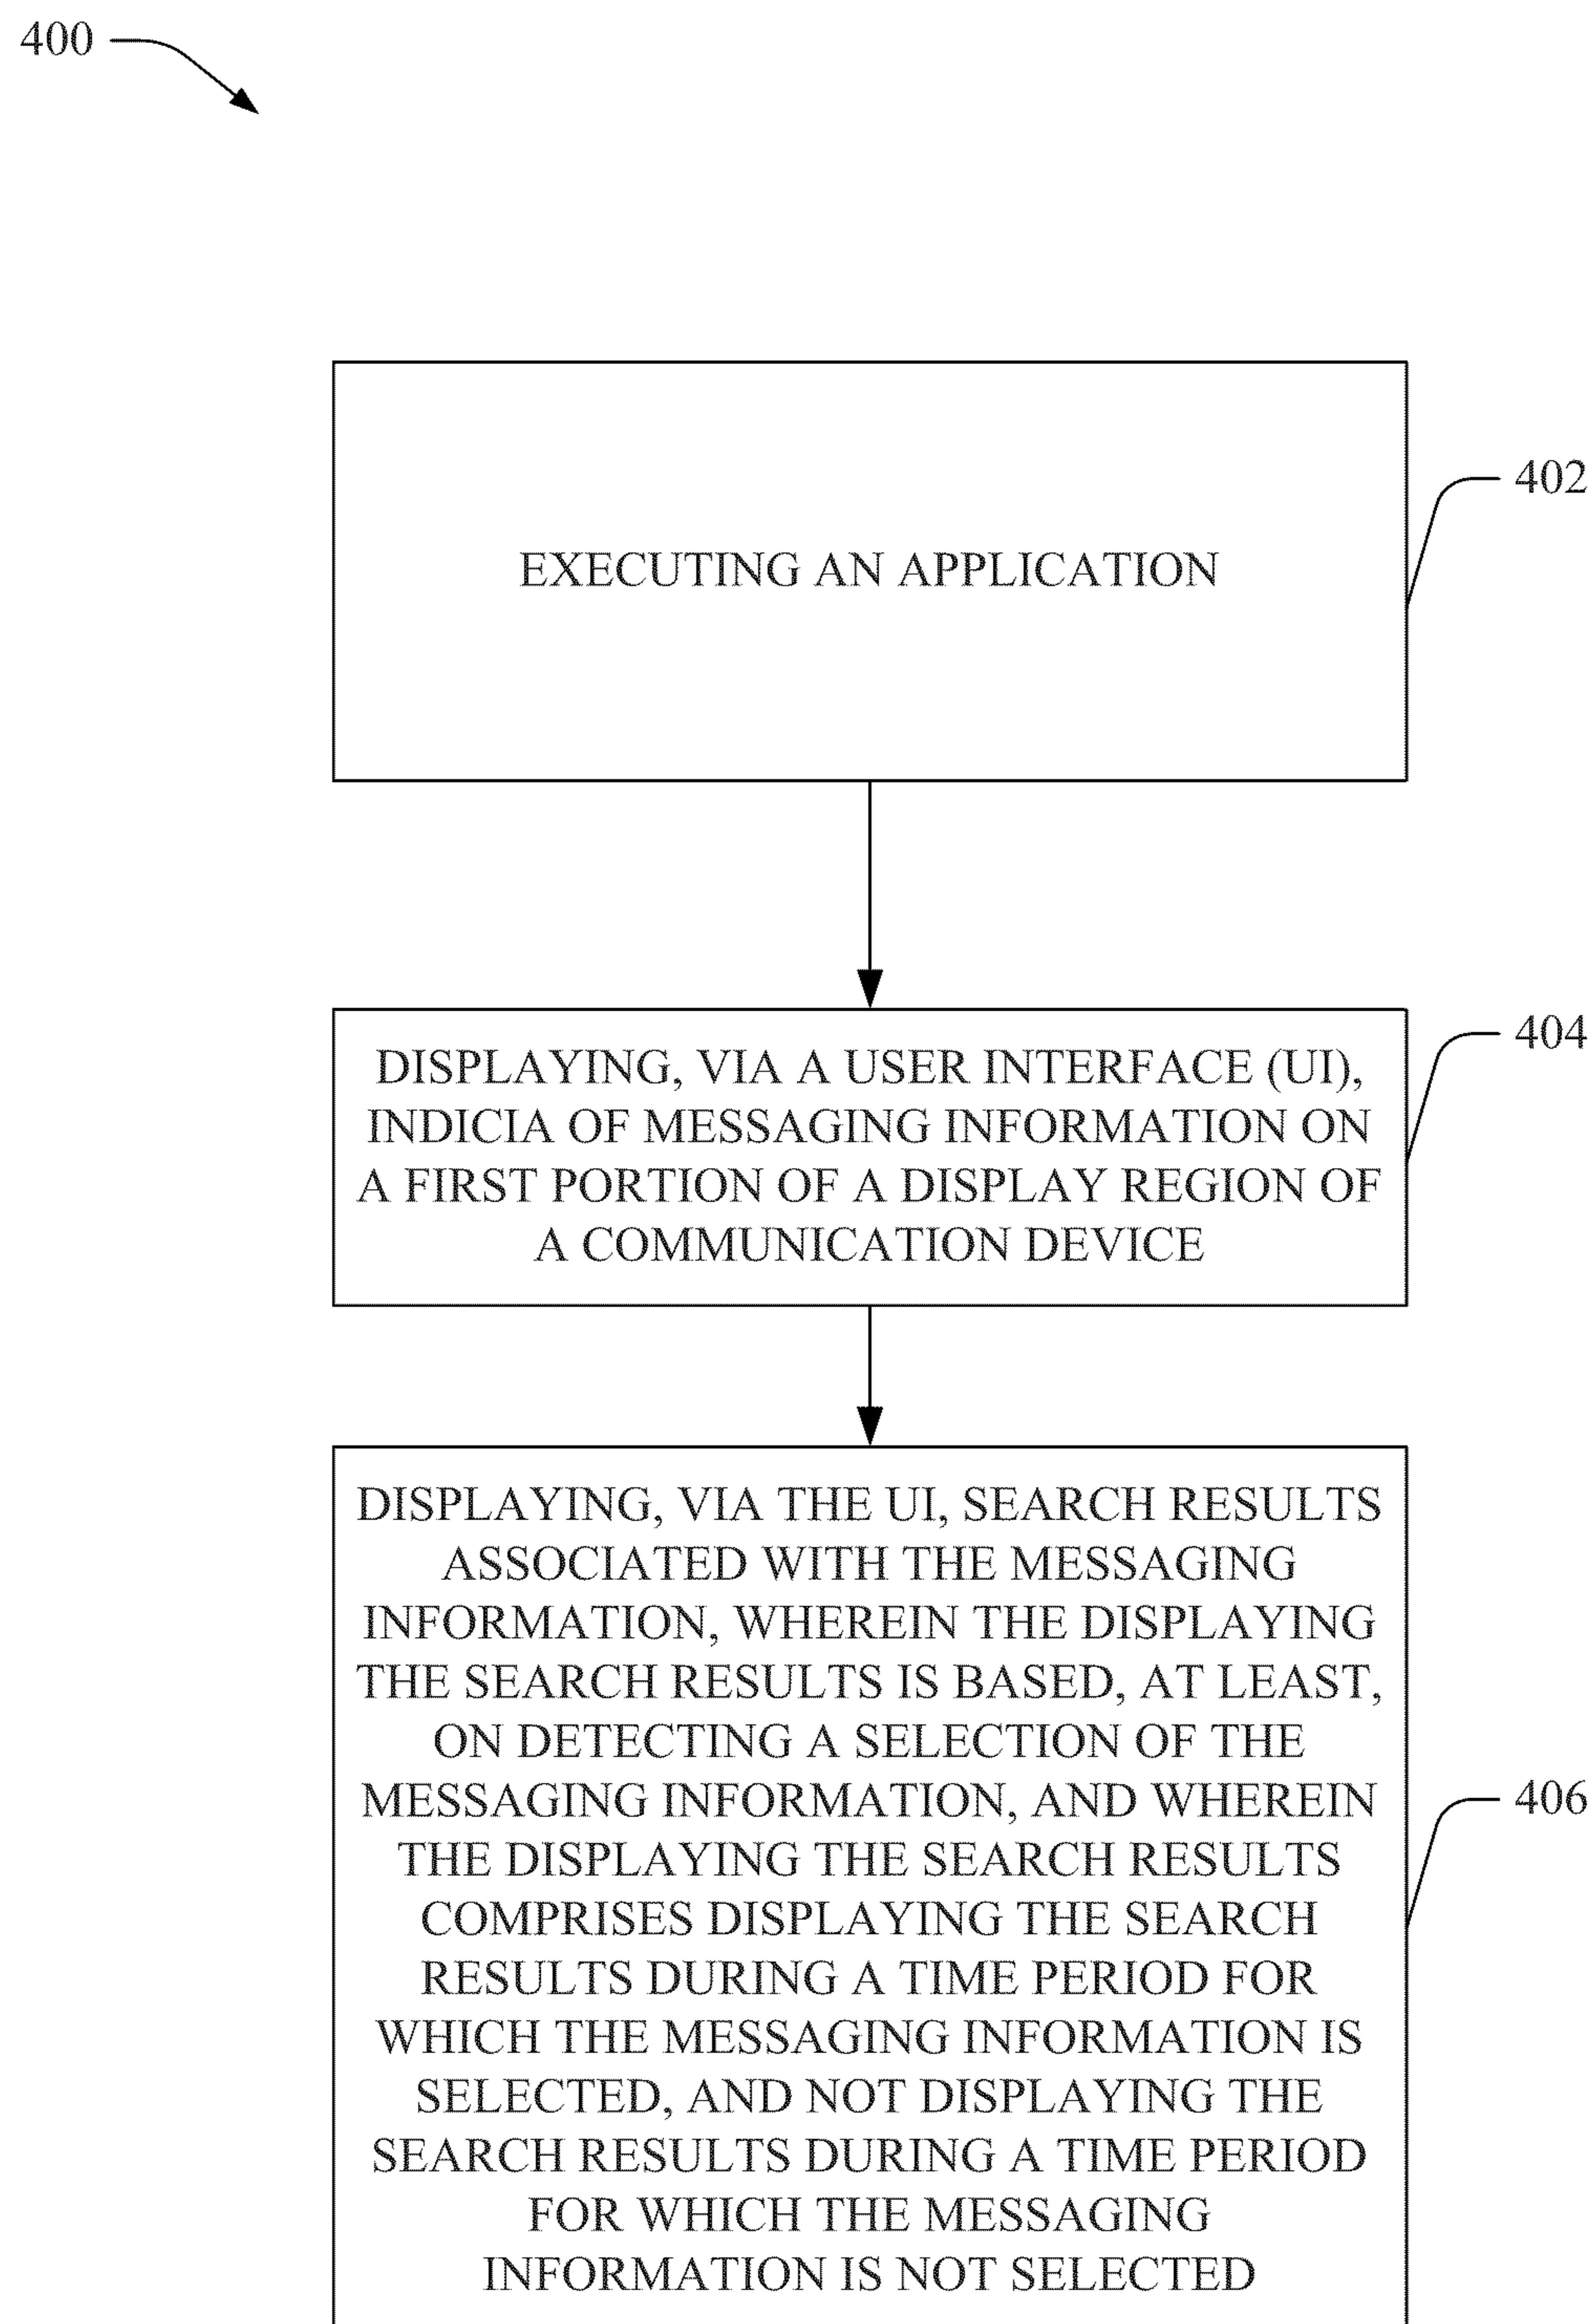 400
402
EXECUTING AN APPLICATION
404
DISPLAYING, VIA A USER INTERFACE (UI),
INDICIA OF MESSAGING INFORMATION ON
A FIRST PORTION OF A DISPLAY REGION OF
A COMMUNICATION DEVICE
406
DISPLAYING, VIA THE UI, SEARCH RESULTS
ASSOCIATED WITH THE MESSAGING
INFORMATION, WHEREIN THE DISPLAYING
THE SEARCH RESULTS IS BASED, AT LEAST,
ON DETECTING A SELECTION OF THE
MESSAGING INFORMATION, AND WHEREIN
THE DISPLAYING THE SEARCH RESULTS
COMPRISES DISPLAYING THE SEARCH
RESULTS DURING A TIME PERIOD FOR
WHICH THE MESSAGING INFORMATION IS
SELECTED, AND NOT DISPLAYING THE
SEARCH RESULTS DURING A TIME PERIOD
FOR WHICH THE MESSAGING
INFORMATION IS NOT SELECTED